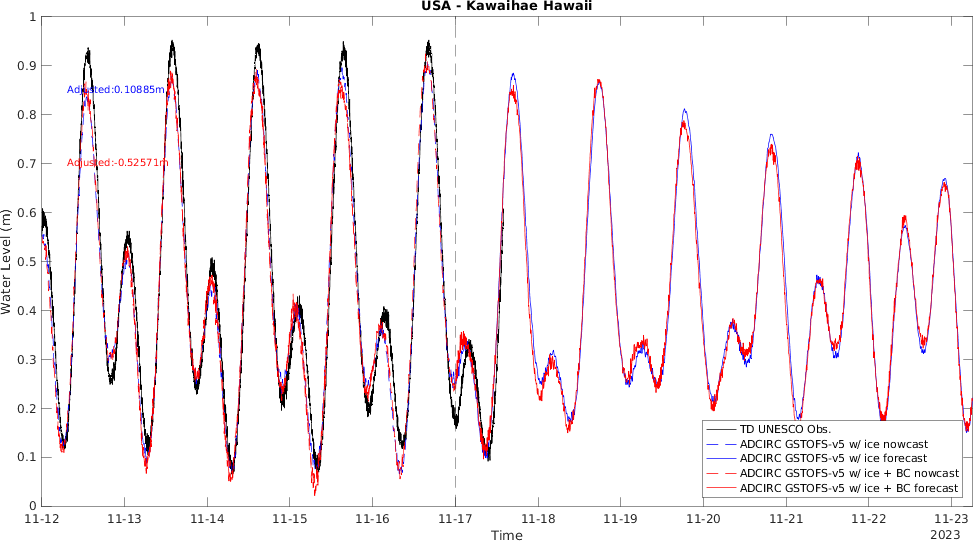 USA - Kawaihae Hawaii
1
0.9
0.8
0.7
0.6
0.5
0.4
0.3
0.2
0.1
0
Water Level (m)
Adjusted:0.10885m
Adjusted:-0.52571m
TD UNESCO Obs.
ADCIRC GSTOFS-v5 w/ ice nowcast
ADCIRC GSTOFS-v5 w/ ice forecast
ADCIRC GSTOFS-v5 w/ ice + BC nowcast
ADCIRC GSTOFS-v5 w/ ice + BC forecast
11-12 11-13 11-14 11-15 11-16 11-17 11-18 11-19 11-20 11-21 11-22 11-23
Time
2023